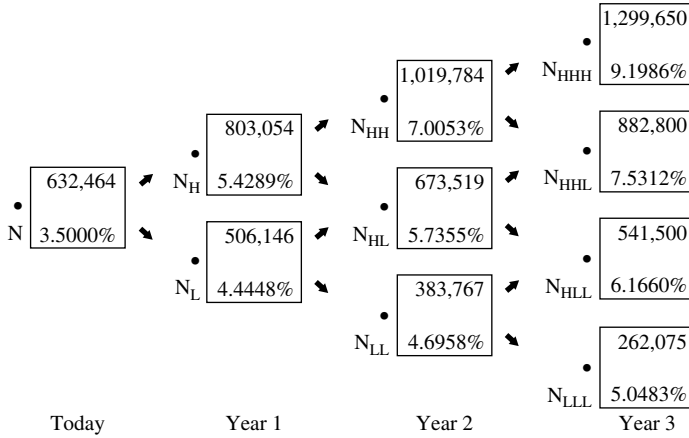 632,464
N
3.5000%
Today
803,054
N_H
5.4289%
506,146
N_L
4.4448%
Year 1
1,019,784
N_HH
7.0053%
673,519
N_HL
5.7355%
383,767
N_LL
4.6958%
Year 2
1,299,650
N_HHH
9.1986%
882,800
N_HHL
7.5312%
541,500
N_HLL
6.1660%
262,075
N_LLL
5.0483%
Year 3